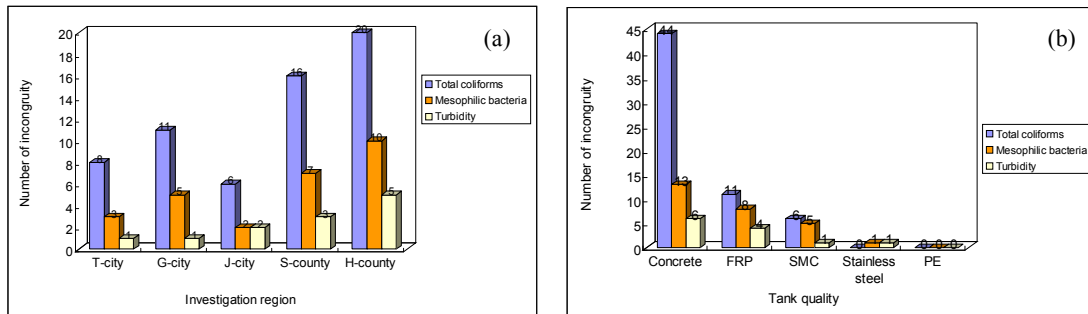 (a)
Number of incongruity
20
18
16
14
12
10
8
6
4
2
0
8 3 1
11 5 1
6 2 2
16 7 3
20 10 5
T-city G-city J-city S-county H-county
Investigation region
Total coliforms
Mesophilic bacteria
Turbidity
(b)
Number of incongruity
45
40
35
30
25
20
15
10
5
0
44 13 6
11 8 4
6 5 1
0 1 1
0 0 0
Concrete FRP SMC Stainless PE
steel
Tank quality
Total coliforms
Mesophilic bacteria
Turbidity